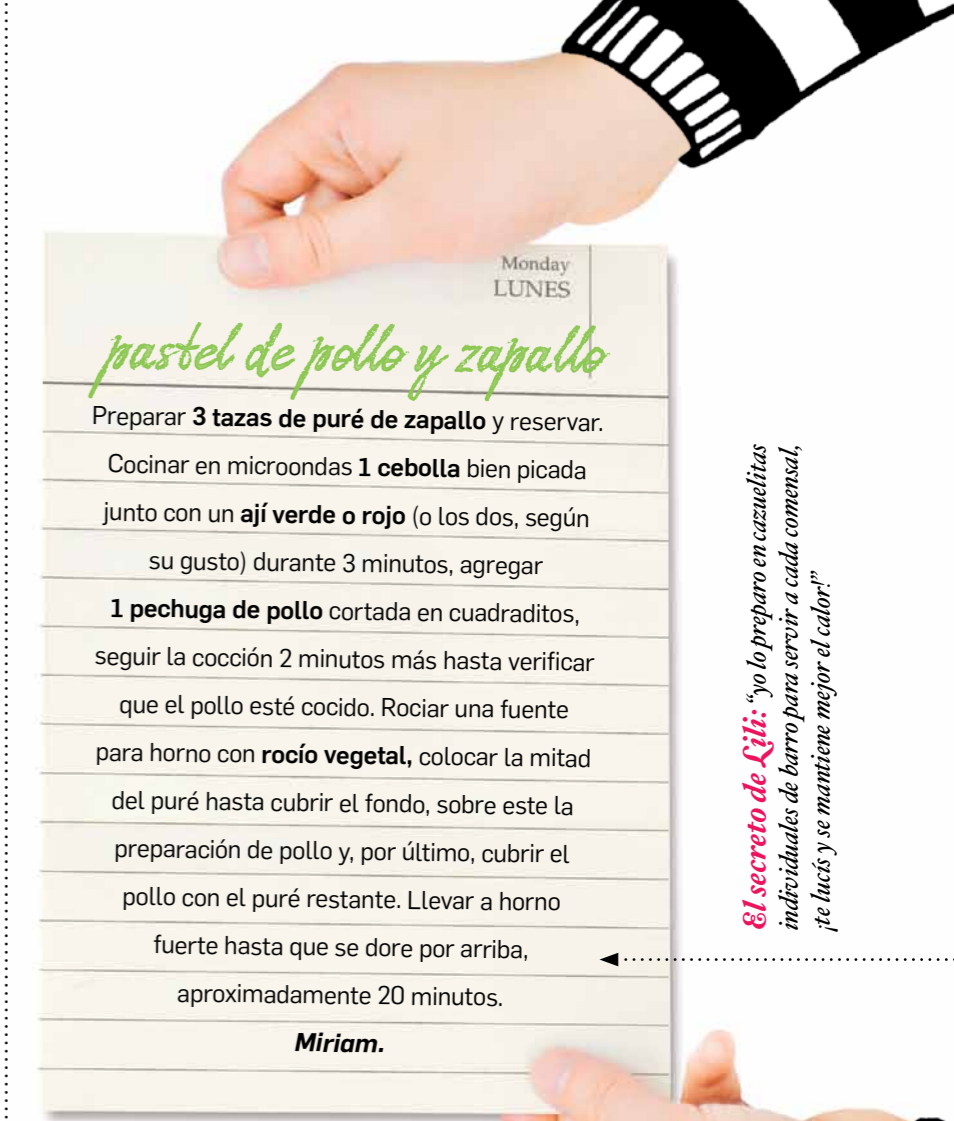 Monday
LUNES
pastel de pollo y zapallo
Preparar 3 tazas de puré de zapallo y reservar.
Cocinar en microondas 1 cebolla bien picada
junto con un ají verde o rojo (o los dos, según
su gusto) durante 3 minutos, agregar
1 pechuga de pollo cortada en cuadraditos,
seguir la cocción 2 minutos más hasta verificar
que el pollo esté cocido. Rociar una fuente
para horno con rocío vegetal, colocar la mitad
del puré hasta cubrir el fondo, sobre este la
preparación de pollo y, por último, cubrir el
pollo con el puré restante. Llevar a horno
fuerte hasta que se dore por arriba,
aproximadamente 20 minutos.
Miriam.
El secreto de Lili: “yo lo preparo en cazuelitas
individuales de barro para servir a cada comensal,
¡te lucís y se mantiene mejor el calor!”